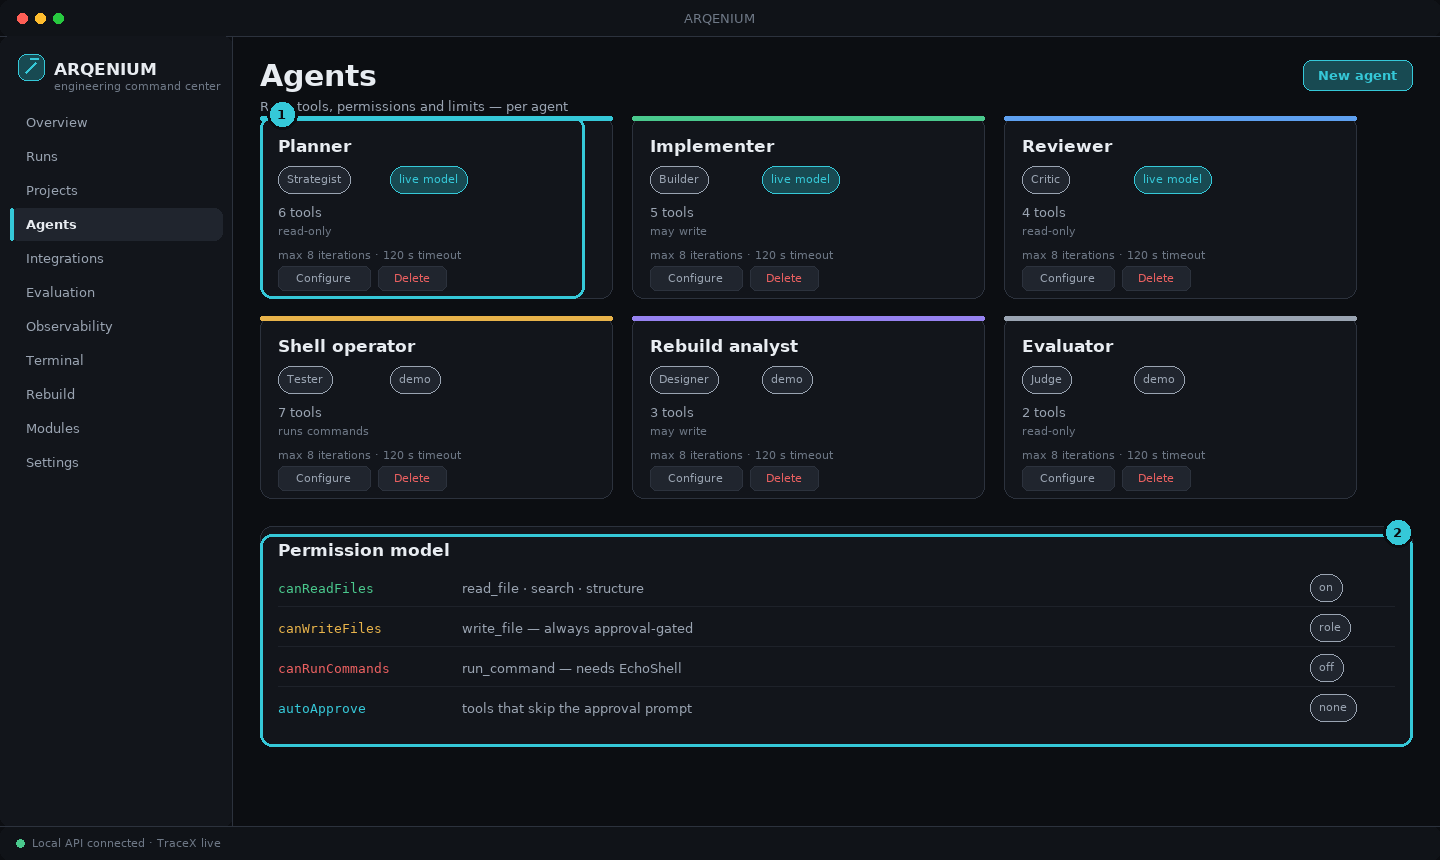 ARQENIUM
ARQENIUM
engineering command center
Overview
Runs
Projects
Agents
Integrations
Evaluation
Observability
Terminal
Rebuild
Modules
Settings
Agents
New agent
tools, permissions and limits — per agent
1
Planner
Strategist live model
6 tools
read-only
max 8 iterations · 120 s timeout
Configure Delete
Implementer
Builder live model
5 tools
may write
max 8 iterations · 120 s timeout
Configure Delete
Reviewer
Critic live model
4 tools
read-only
max 8 iterations · 120 s timeout
Configure Delete
Shell operator
Tester demo
7 tools
runs commands
max 8 iterations · 120 s timeout
Configure Delete
Rebuild analyst
Designer demo
3 tools
may write
max 8 iterations · 120 s timeout
Configure Delete
Evaluator
Judge demo
2 tools
read-only
max 8 iterations · 120 s timeout
Configure Delete
2
Permission model
canReadFiles read_file · search · structure on
canWriteFiles write_file — always approval-gated role
canRunCommands run_command — needs EchoShell off
autoApprove tools that skip the approval prompt none
Local API connected · TraceX live